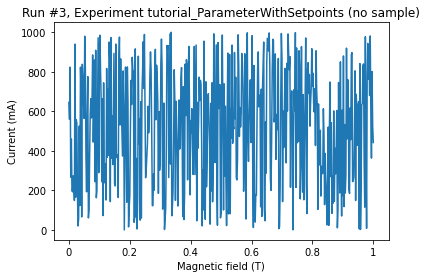 Run #3, Experiment tutorial_ParameterWithSetpoints (no sample)
1000
800
600
400
200
0
Current (mA)
0 0.2 0.4 0.6 0.8 1
Magnetic field (T)